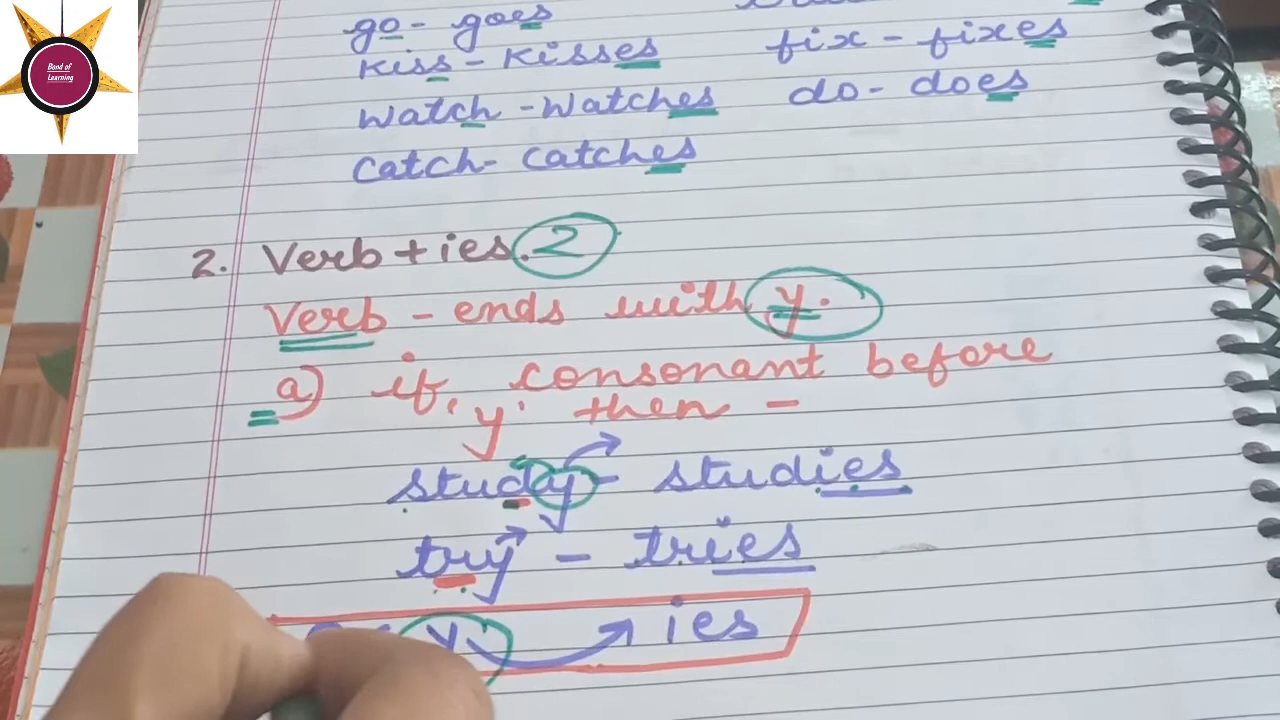 Bond of
Learning
go - goes
kiss - kisses fix - fixes
watch - watches do - does
catch - catches
2. Verb + ies. 2
Verb - ends with y.
a) if, consonant before
'y' then -
study - studies
try - tries
y ies